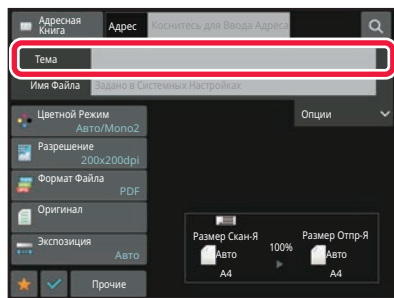 Адресная
Книга
Адрес
Коснитесь для Ввода Адреса
Тема
Имя Файла
Задано в Системных Настройках
Цветной Режим
Авто/Mono2
Опции
Разрешение
200x200dpi
Формат Файла
PDF
Оригинал
Экспозиция
Авто
Размер Скан-Я
100%
Размер Отпр-Я
Авто
Авто
A4
A4
Прочие